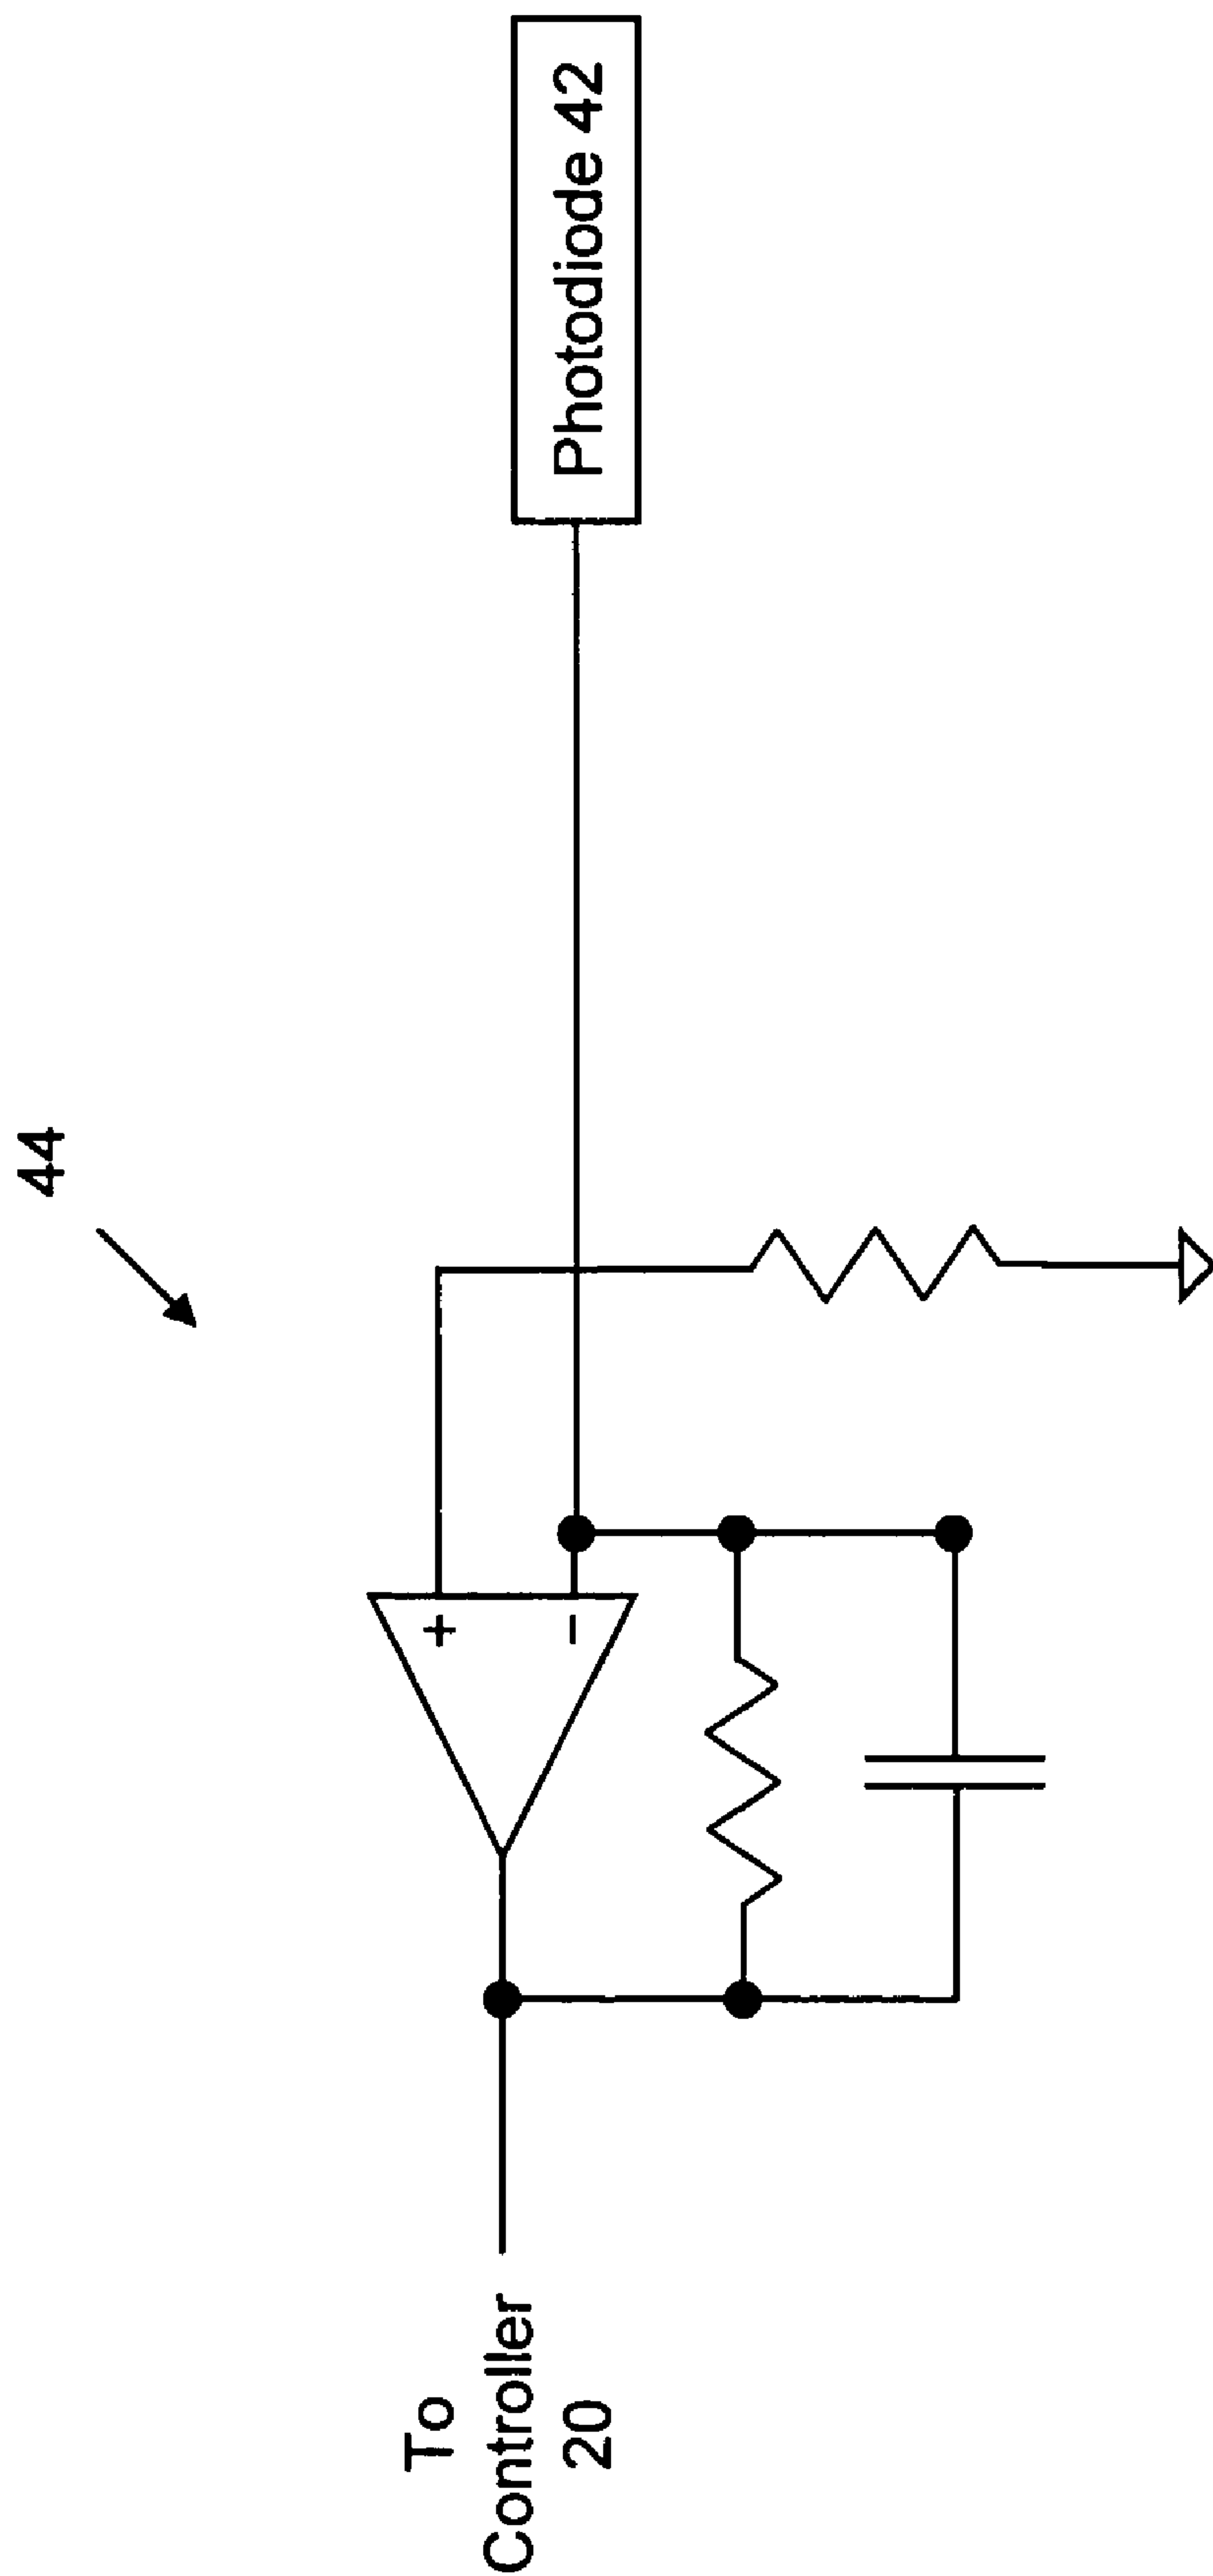 44
Photodiode 42
+
−
To
Controller
20